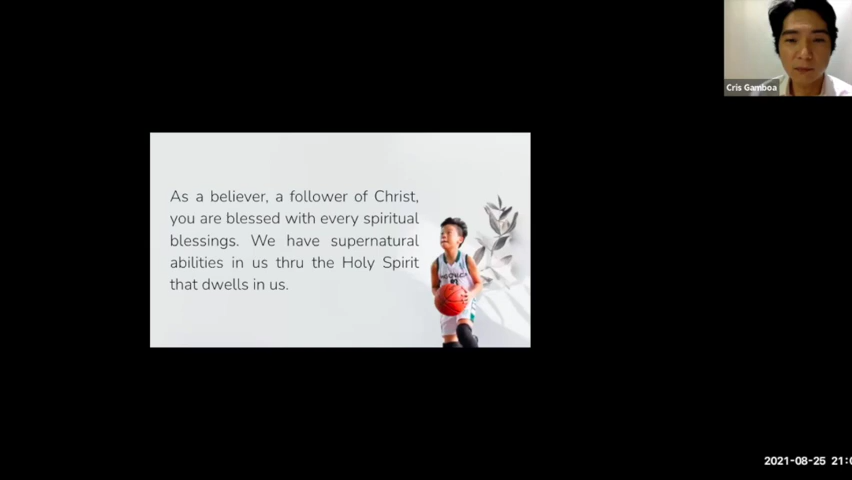 Cris Gamboa
As a believer, a follower of Christ,
you are blessed with every spiritual
blessings. We have supernatural
abilities in us thru the Holy Spirit
that dwells in us.
2021-08-25 21:0